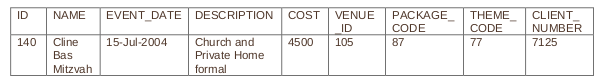 ID NAME EVENT_DATE DESCRIPTION COST VENUE_ID PACKAGE_CODE THEME_CODE CLIENT_NUMBER
140 Cline Bas Mitzvah 15-Jul-2004 Church and Private Home formal 4500 105 87 77 7125